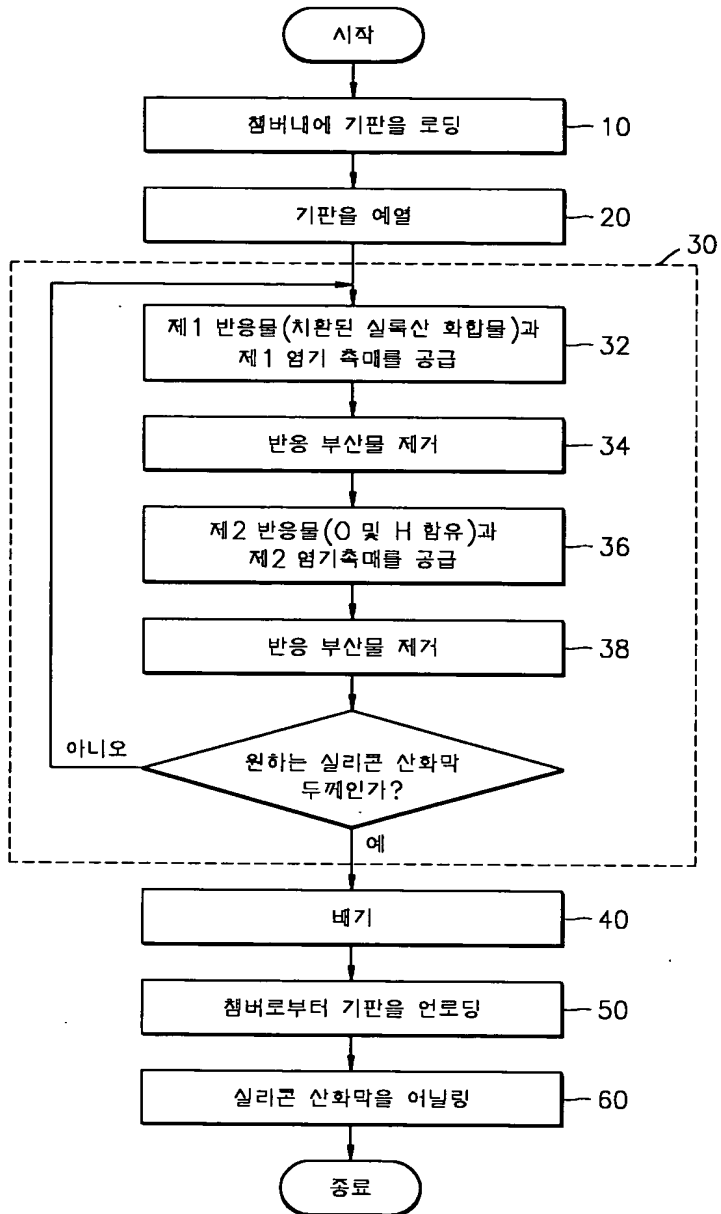 시작
챔버내에 기판을 로딩
10
기판을 예열
20
30
제1 반응물(치환된 실록산 화합물)과
제1 염기 촉매를 공급
32
반응 부산물 제거
34
제2 반응물(O 및 H 함유)과
제2 염기촉매를 공급
36
반응 부산물 제거
38
아니오
원하는 실리콘 산화막
두께인가?
예
배기
40
챔버로부터 기판을 언로딩
50
실리콘 산화막을 어닐링
60
종료